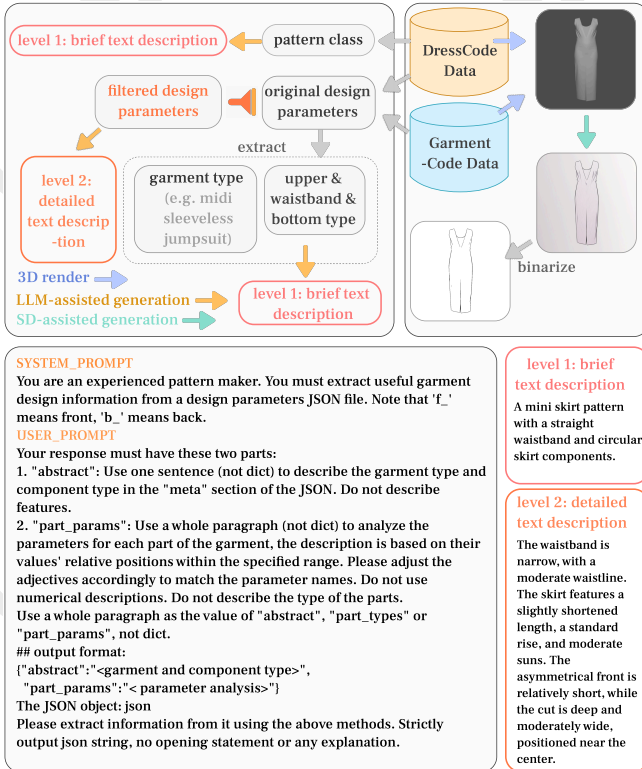 level 1: brief text description
pattern class
DressCode
Data
filtered design
parameters
original design
parameters
Garment
-Code Data
extract
level 2:
detailed
text descrip
-tion
garment type
(e.g. midi
sleeveless
jumpsuit)
upper &
waistband &
bottom type
binarize
3D render
LLM-assisted generation
SD-assisted generation
level 1: brief text
description
SYSTEM_PROMPT
You are an experienced pattern maker. You must extract useful garment
design information from a design parameters JSON file. Note that 'f_'
means front, 'b_' means back.
USER_PROMPT
Your response must have these two parts:
1. "abstract": Use one sentence (not dict) to describe the garment type and
component type in the "meta" section of the JSON. Do not describe
features.
2. "part_params": Use a whole paragraph (not dict) to analyze the
parameters for each part of the garment, the description is based on their
values' relative positions within the specified range. Please adjust the
adjectives accordingly to match the parameter names. Do not use
numerical descriptions. Do not describe the type of the parts.
Use a whole paragraph as the value of "abstract", "part_types" or
"part_params", not dict.
## output format:
{"abstract":"<garment and component type>",
"part_params":"< parameter analysis>"}
The JSON object: json
Please extract information from it using the above methods. Strictly
output json string, no opening statement or any explanation.
level 1: brief
text description
A mini skirt pattern
with a straight
waistband and circular
skirt components.
level 2: detailed
text description
The waistband is
narrow, with a
moderate waistline.
The skirt features a
slightly shortened
length, a standard
rise, and moderate
suns. The
asymmetrical front is
relatively short, while
the cut is deep and
moderately wide,
positioned near the
center.